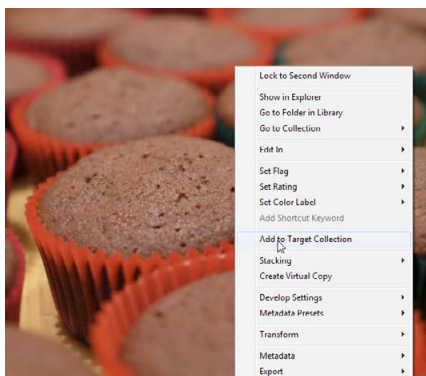 Lock to Second Window
Show in Explorer
Go to Folder in Library
Go to Collection
Edit In
Set Flag
Set Rating
Set Color Label
Add Shortcut Keyword
Add to Target Collection
Stacking
Create Virtual Copy
Develop Settings
Metadata Presets
Transform
Metadata
Export